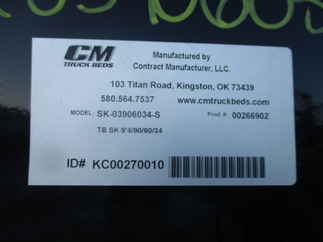 CM
TRUCK BEDS
Manufactured by
Contract Manufacturer, LLC.
103 Titan Road, Kingston, OK 73439
580.564.7537 www.cmtruckbeds.com
MODEL: SK-03906034-S Prod. #: 00266902
TB SK 9'4/90/60/34
ID# KC00270010